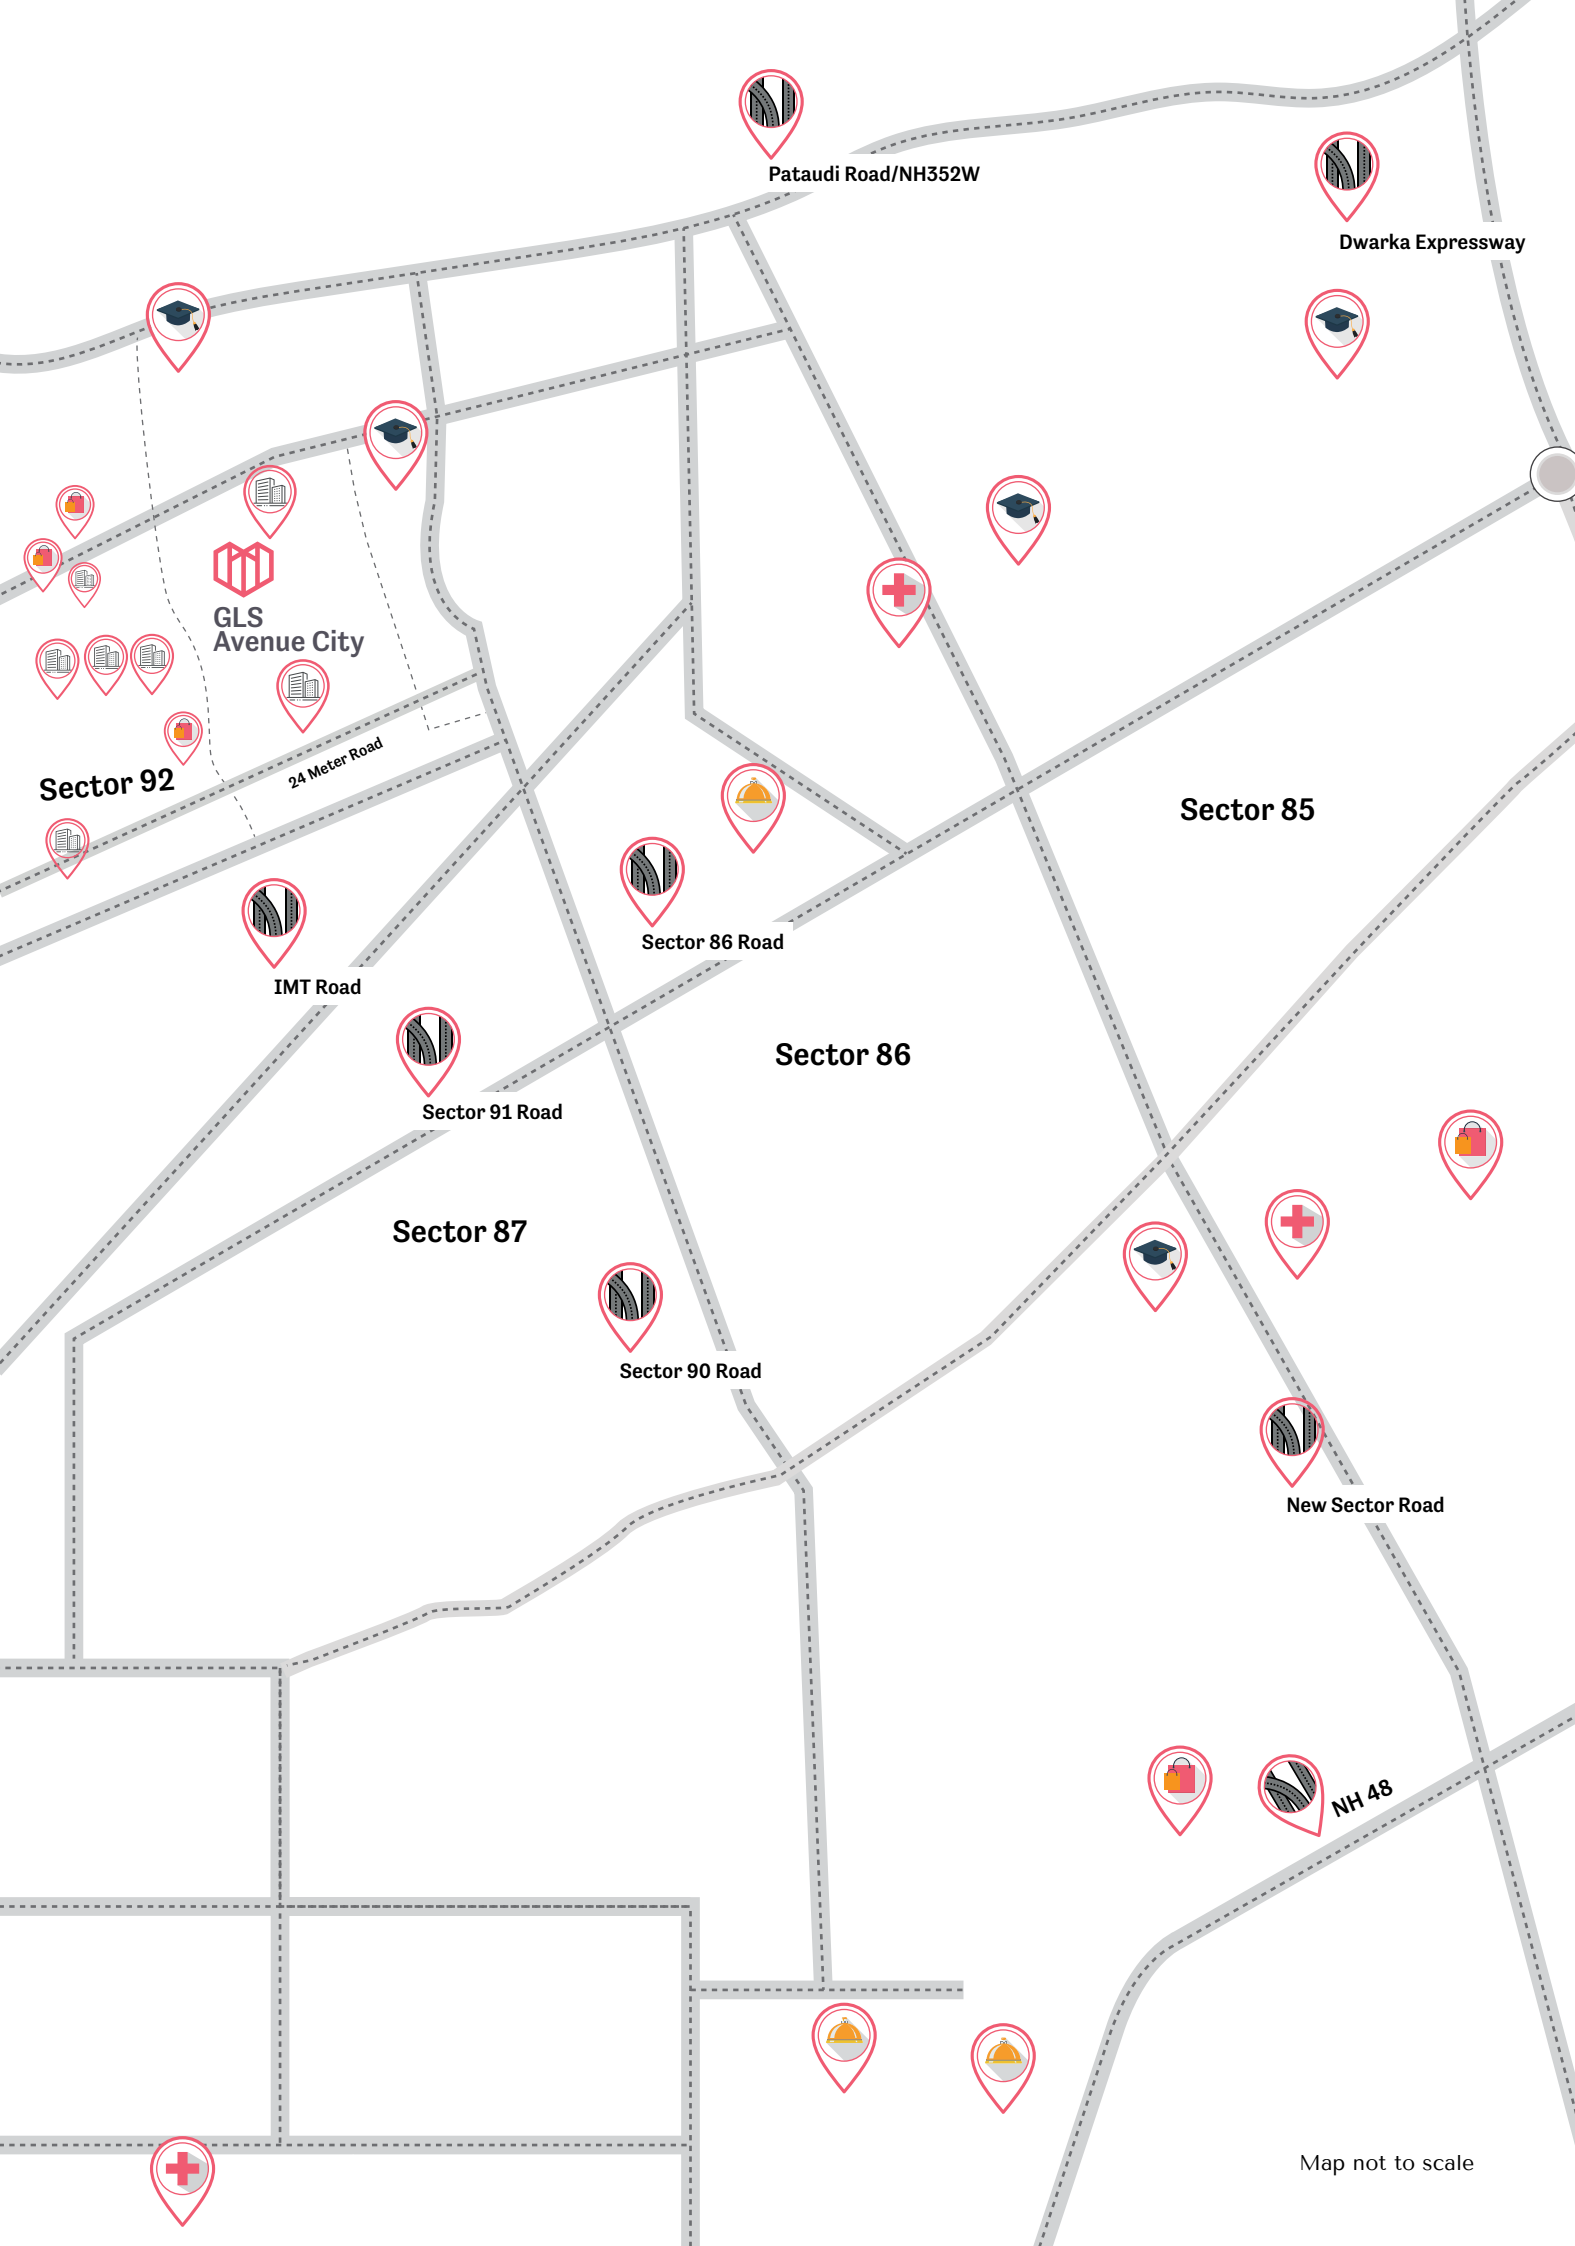 Pataudi Road/NH352W
Dwarka Expressway
GLS
Avenue City
24 Meter Road
Sector 92
Sector 85
Sector 86 Road
IMT Road
Sector 86
Sector 91 Road
Sector 87
Sector 90 Road
New Sector Road
NH 48
Map not to scale